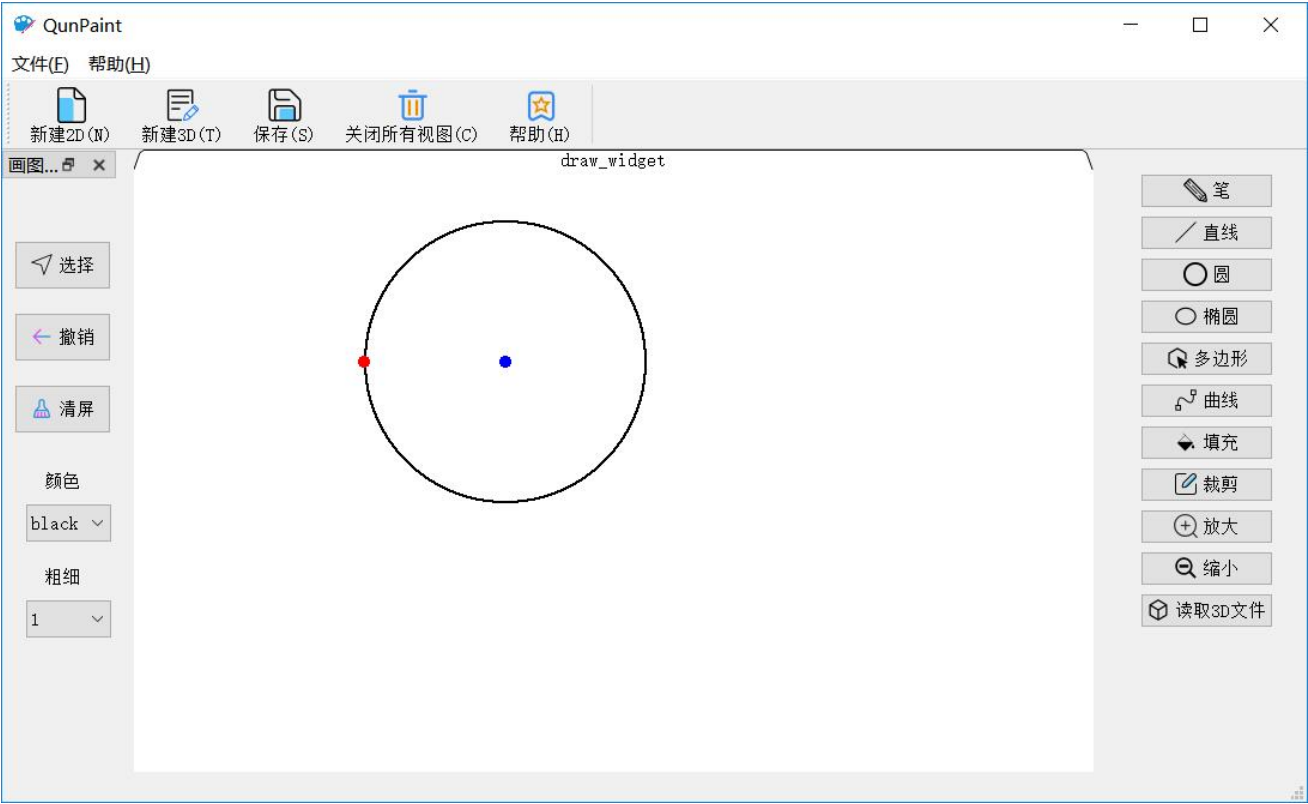 QunPaint
文件(F) 帮助(H)
新建2D(N) 新建3D(T) 保存(S) 关闭所有视图(C) 帮助(H)
画图...
draw_widget
选择
撤销
清屏
颜色
black
粗细
1
笔
直线
圆
椭圆
多边形
曲线
填充
裁剪
放大
缩小
读取3D文件